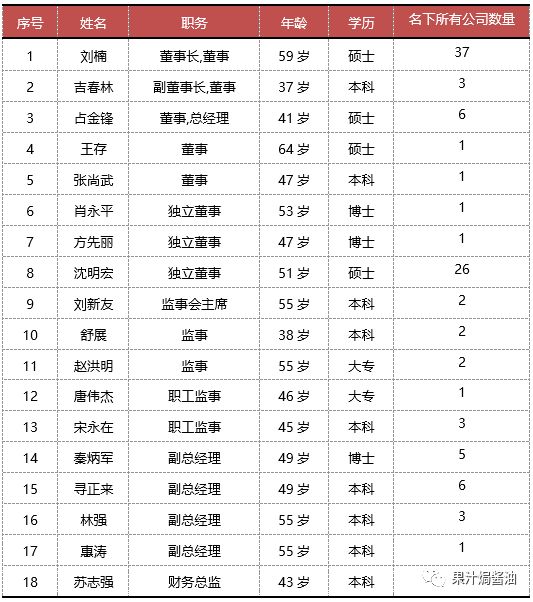 序号 姓名 职务 年龄 学历 名下所有公司数量
1 刘楠 董事长,董事 59 岁 硕士 37
2 吉春林 副董事长,董事 37 岁 本科 3
3 占金锋 董事,总经理 41 岁 硕士 6
4 王存 董事 64 岁 硕士 1
5 张尚武 董事 47 岁 本科 1
6 肖永平 独立董事 53 岁 博士 1
7 方先丽 独立董事 47 岁 博士 1
8 沈明宏 独立董事 51 岁 硕士 26
9 刘新友 监事会主席 55 岁 本科 2
10 舒展 监事 38 岁 本科 2
11 赵洪明 监事 55 岁 大专 2
12 唐伟杰 职工监事 46 岁 大专 1
13 宋永在 职工监事 45 岁 本科 3
14 秦炳军 副总经理 49 岁 博士 5
15 寻正来 副总经理 49 岁 本科 6
16 林强 副总经理 55 岁 本科 3
17 惠涛 副总经理 55 岁 本科 1
18 苏志强 财务总监 43 岁 本科
果汁焗酱油